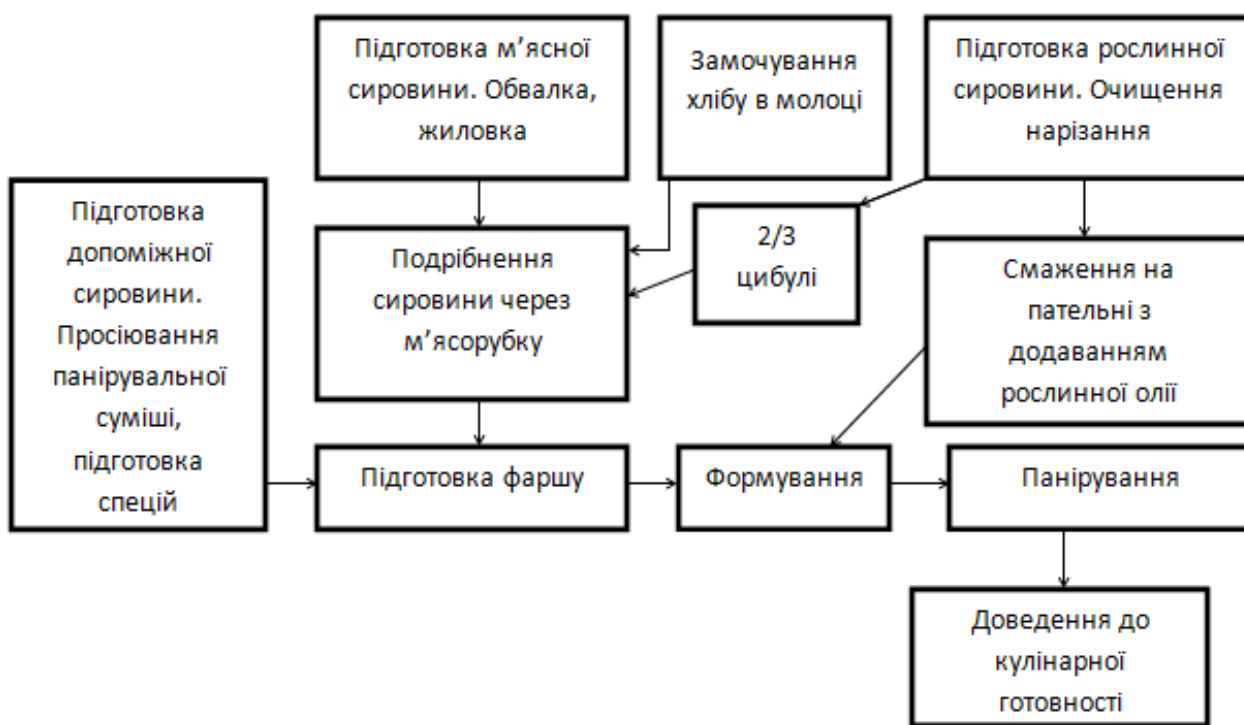 Підготовка м’ясної
сировини. Обвалка,
жиловка
Замочування
хлібу в молоці
Підготовка рослинної
сировини. Очищення
нарізання
Підготовка
допоміжної
сировини.
Просіювання
панірувальної
суміші,
підготовка
спецій
Подрібнення
сировини через
м’ясорубку
2/3
цибулі
Смаження на
пательні з
додаванням
рослинної олії
Підготовка фаршу
Формування
Панірування
Доведення до
кулінарної
готовності